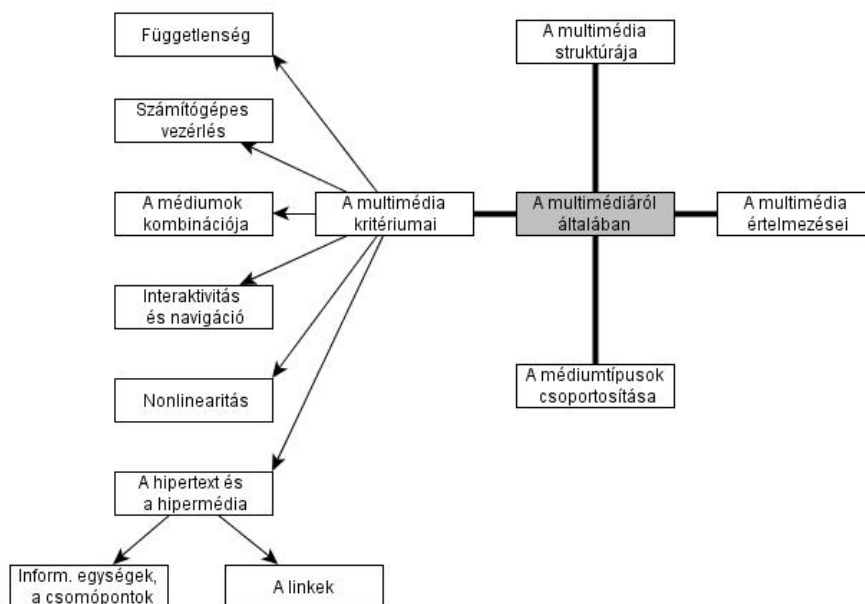 Függetlenség
A multimédia
struktúrája
Számítógépes
vezérlés
A médiumok
kombinációja
A multimédia
kritériumai
A multimédiáról
általában
A multimédia
értelmezései
Interaktivitás
és navigáció
Nonlinearitás
A médiumtípusok
csoportosítása
A hipertext és
a hipermédia
Inform. egységek,
a csomópontok
A linkek